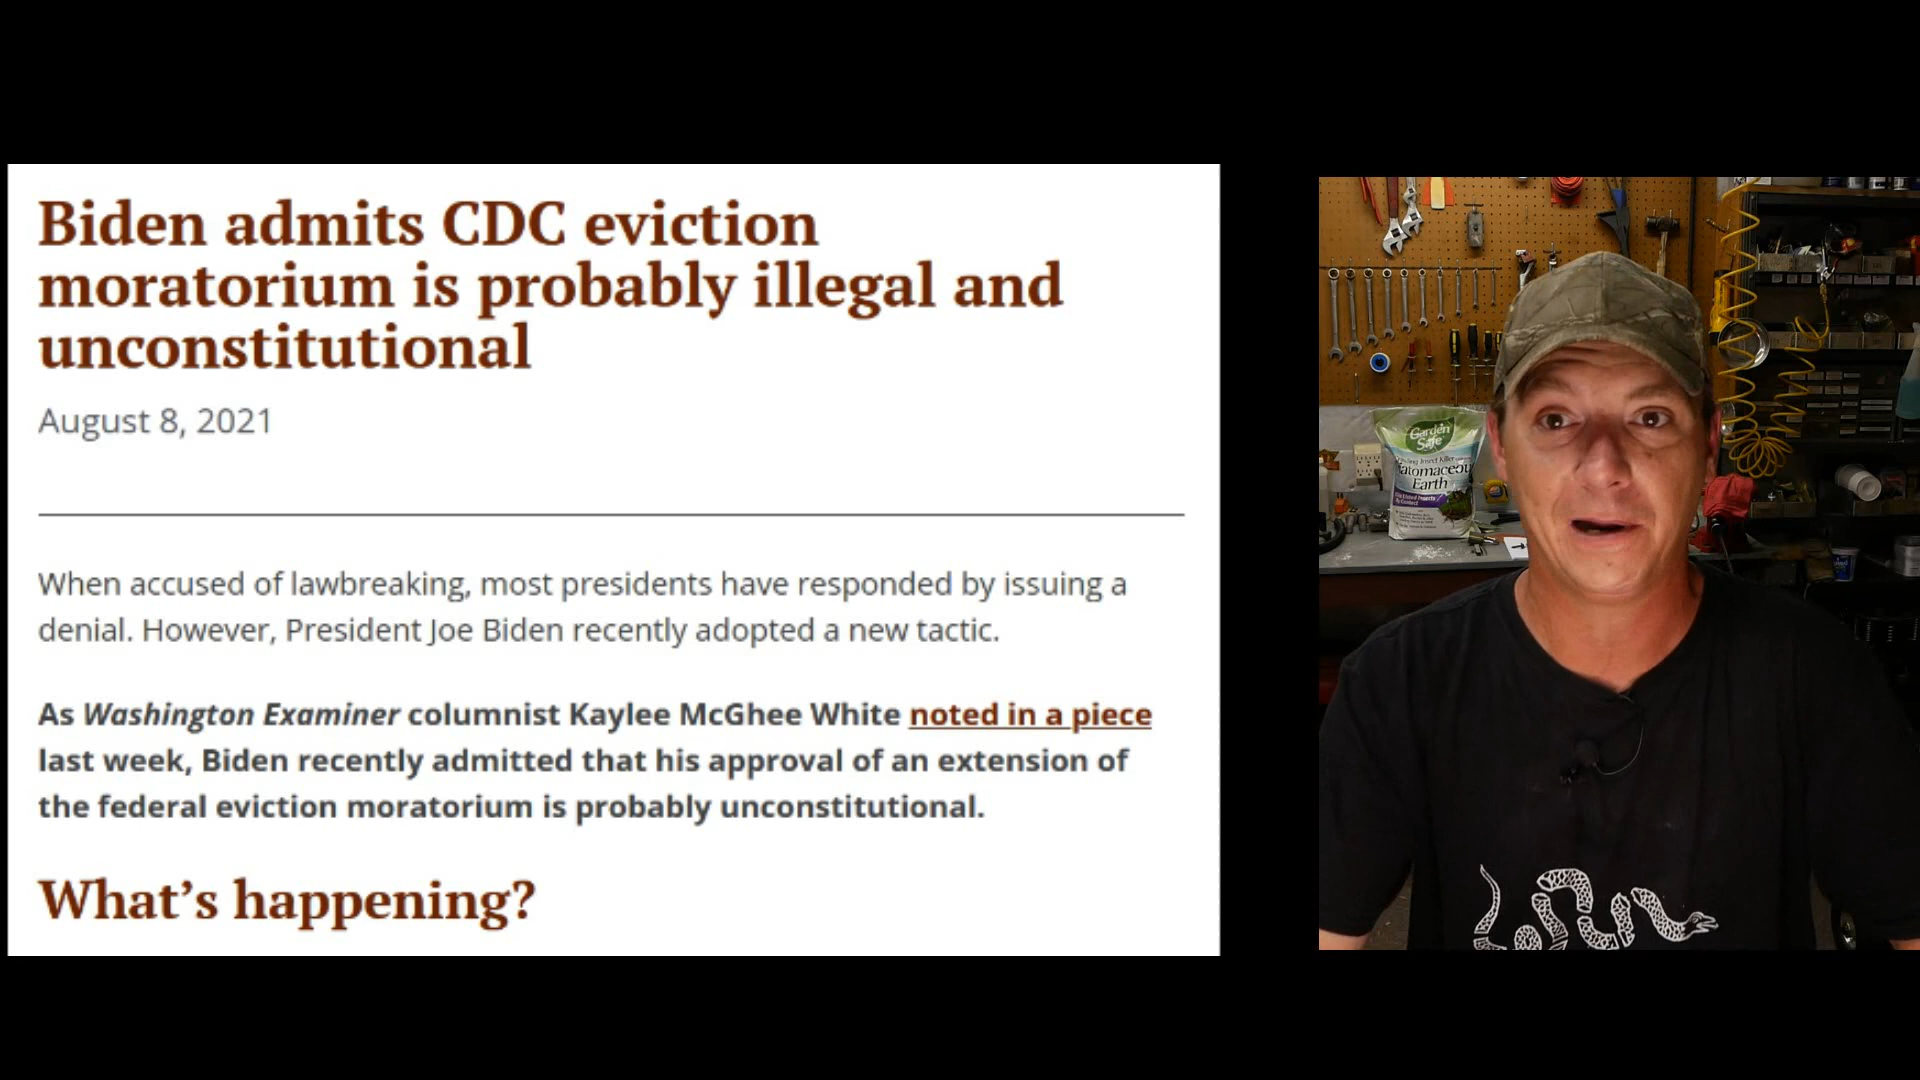 Biden admits CDC eviction
moratorium is probably illegal and
unconstitutional
August 8, 2021
When accused of lawbreaking, most presidents have responded by issuing a
denial. However, President Joe Biden recently adopted a new tactic.
As Washington Examiner columnist Kaylee McGhee White noted in a piece
last week, Biden recently admitted that his approval of an extension of
the federal eviction moratorium is probably unconstitutional.
What’s happening?
Garden
Safe
Insect Killer
Earth